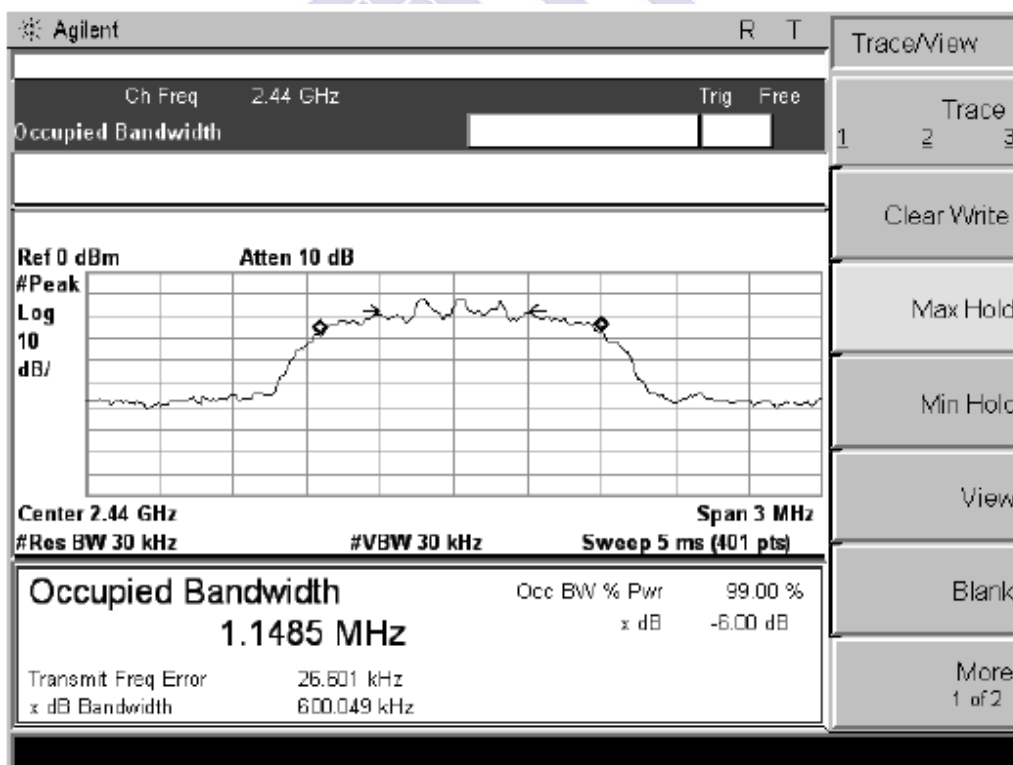 Agilent R T
Trace/View
Ch Freq 2.44 GHz Trig Free
Occupied Bandwidth
Trace
1 2 3
Clear Write
Max Hold
Min Hold
View
Blank
More
1 of 2
Ref 0 dBm Atten 10 dB
#Peak
Log
10
dB/
Center 2.44 GHz Span 3 MHz
#Res BW 30 kHz #VBW 30 kHz Sweep 5 ms (401 pts)
Occupied Bandwidth
1.1485 MHz
Occ BW % Pwr 99.00 %
x dB -6.00 dB
Transmit Freq Error 26.601 kHz
x dB Bandwidth 600.049 kHz